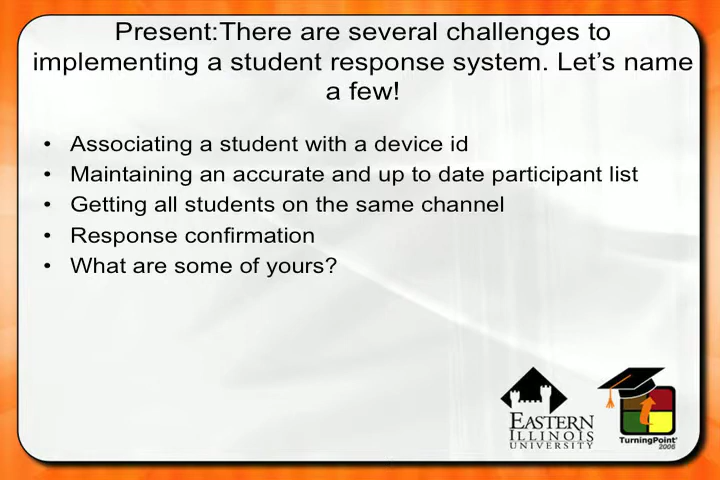 Present:There are several challenges to
implementing a student response system. Let’s name
a few!
• Associating a student with a device id
• Maintaining an accurate and up to date participant list
• Getting all students on the same channel
• Response confirmation
• What are some of yours?
EASTERN
ILLINOIS
UNIVERSITY
TurningPoint®
2006